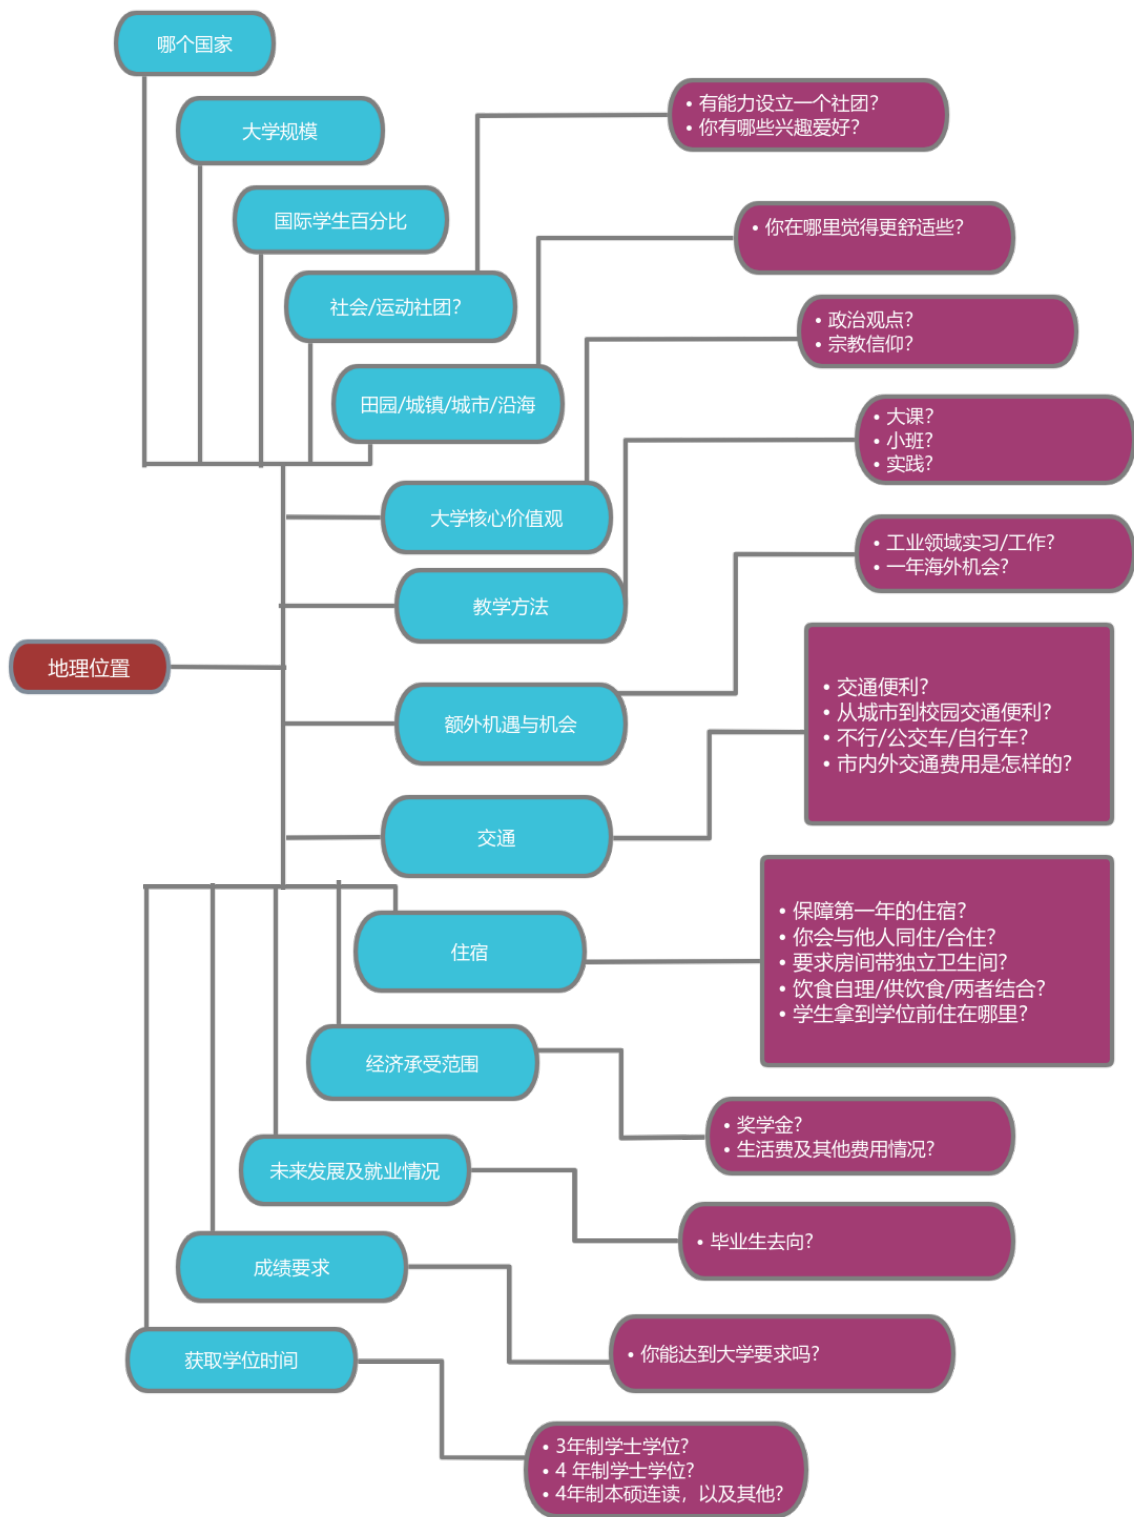 哪个国家
大学规模
• 有能力设立一个社团?
• 你有哪些兴趣爱好?
国际学生百分比
• 你在哪里觉得更舒适些?
社会/运动社团?
• 政治观点?
• 宗教信仰?
田园/城镇/城市/沿海
• 大课?
• 小班?
• 实践?
大学核心价值观
• 工业领域实习/工作?
• 一年海外机会?
教学方法
地理位置
• 交通便利?
• 从城市到校园交通便利?
• 不行/公交车/自行车?
• 市内外交通费用是怎样的?
额外机遇与机会
交通
• 保障第一年的住宿?
• 你会与他人同住/合住?
• 要求房间带独立卫生间?
• 饮食自理/供饮食/两者结合?
• 学生拿到学位前住在哪里?
住宿
经济承受范围
• 奖学金?
• 生活费及其他费用情况?
未来发展及就业情况
• 毕业生去向?
成绩要求
• 你能达到大学要求吗?
获取学位时间
• 3年制学士学位?
• 4 年制学士学位?
• 4年制本硕连读，以及其他?